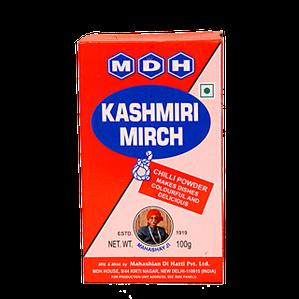 MDH
KASHMIRI
MIRCH
CHILLI POWDER
MAKES DISHES
COLOURFUL AND
DELICIOUS
ESTD. 1919
NET. WT. 100g
MAHASHAY JI
Mfd & Mktd by Mahashian Di Hatti Pvt. Ltd.
MDH HOUSE, 9/44 KIRTI NAGAR, NEW DELHI-110015 (INDIA)
FOR PRODUCTION UNIT ADDRESS, SEE SIDE PANELS.